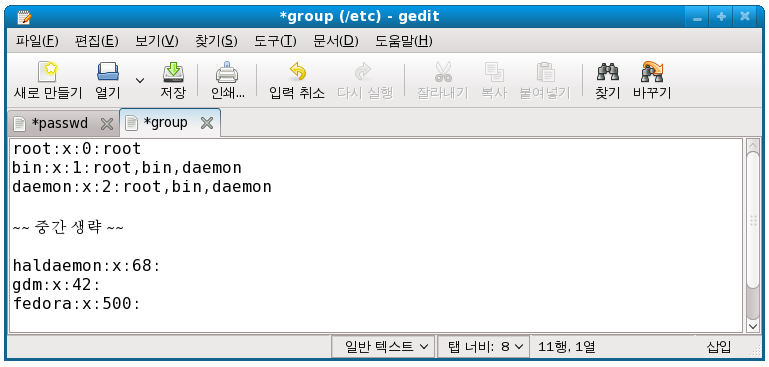 *group (/etc) - gedit
파일(F) 편집(E) 보기(V) 찾기(S) 도구(T) 문서(D) 도움말(H)
새로 만들기 열기 저장 인쇄... 입력 취소 다시 실행 잘라내기 복사 붙여넣기 찾기 바꾸기
*passwd *group
root:x:0:root
bin:x:1:root,bin,daemon
daemon:x:2:root,bin,daemon
~~ 중간 생략 ~~
haldaemon:x:68:
gdm:x:42:
fedora:x:500:
일반 텍스트 탭 너비: 8 11행, 1열 삽입